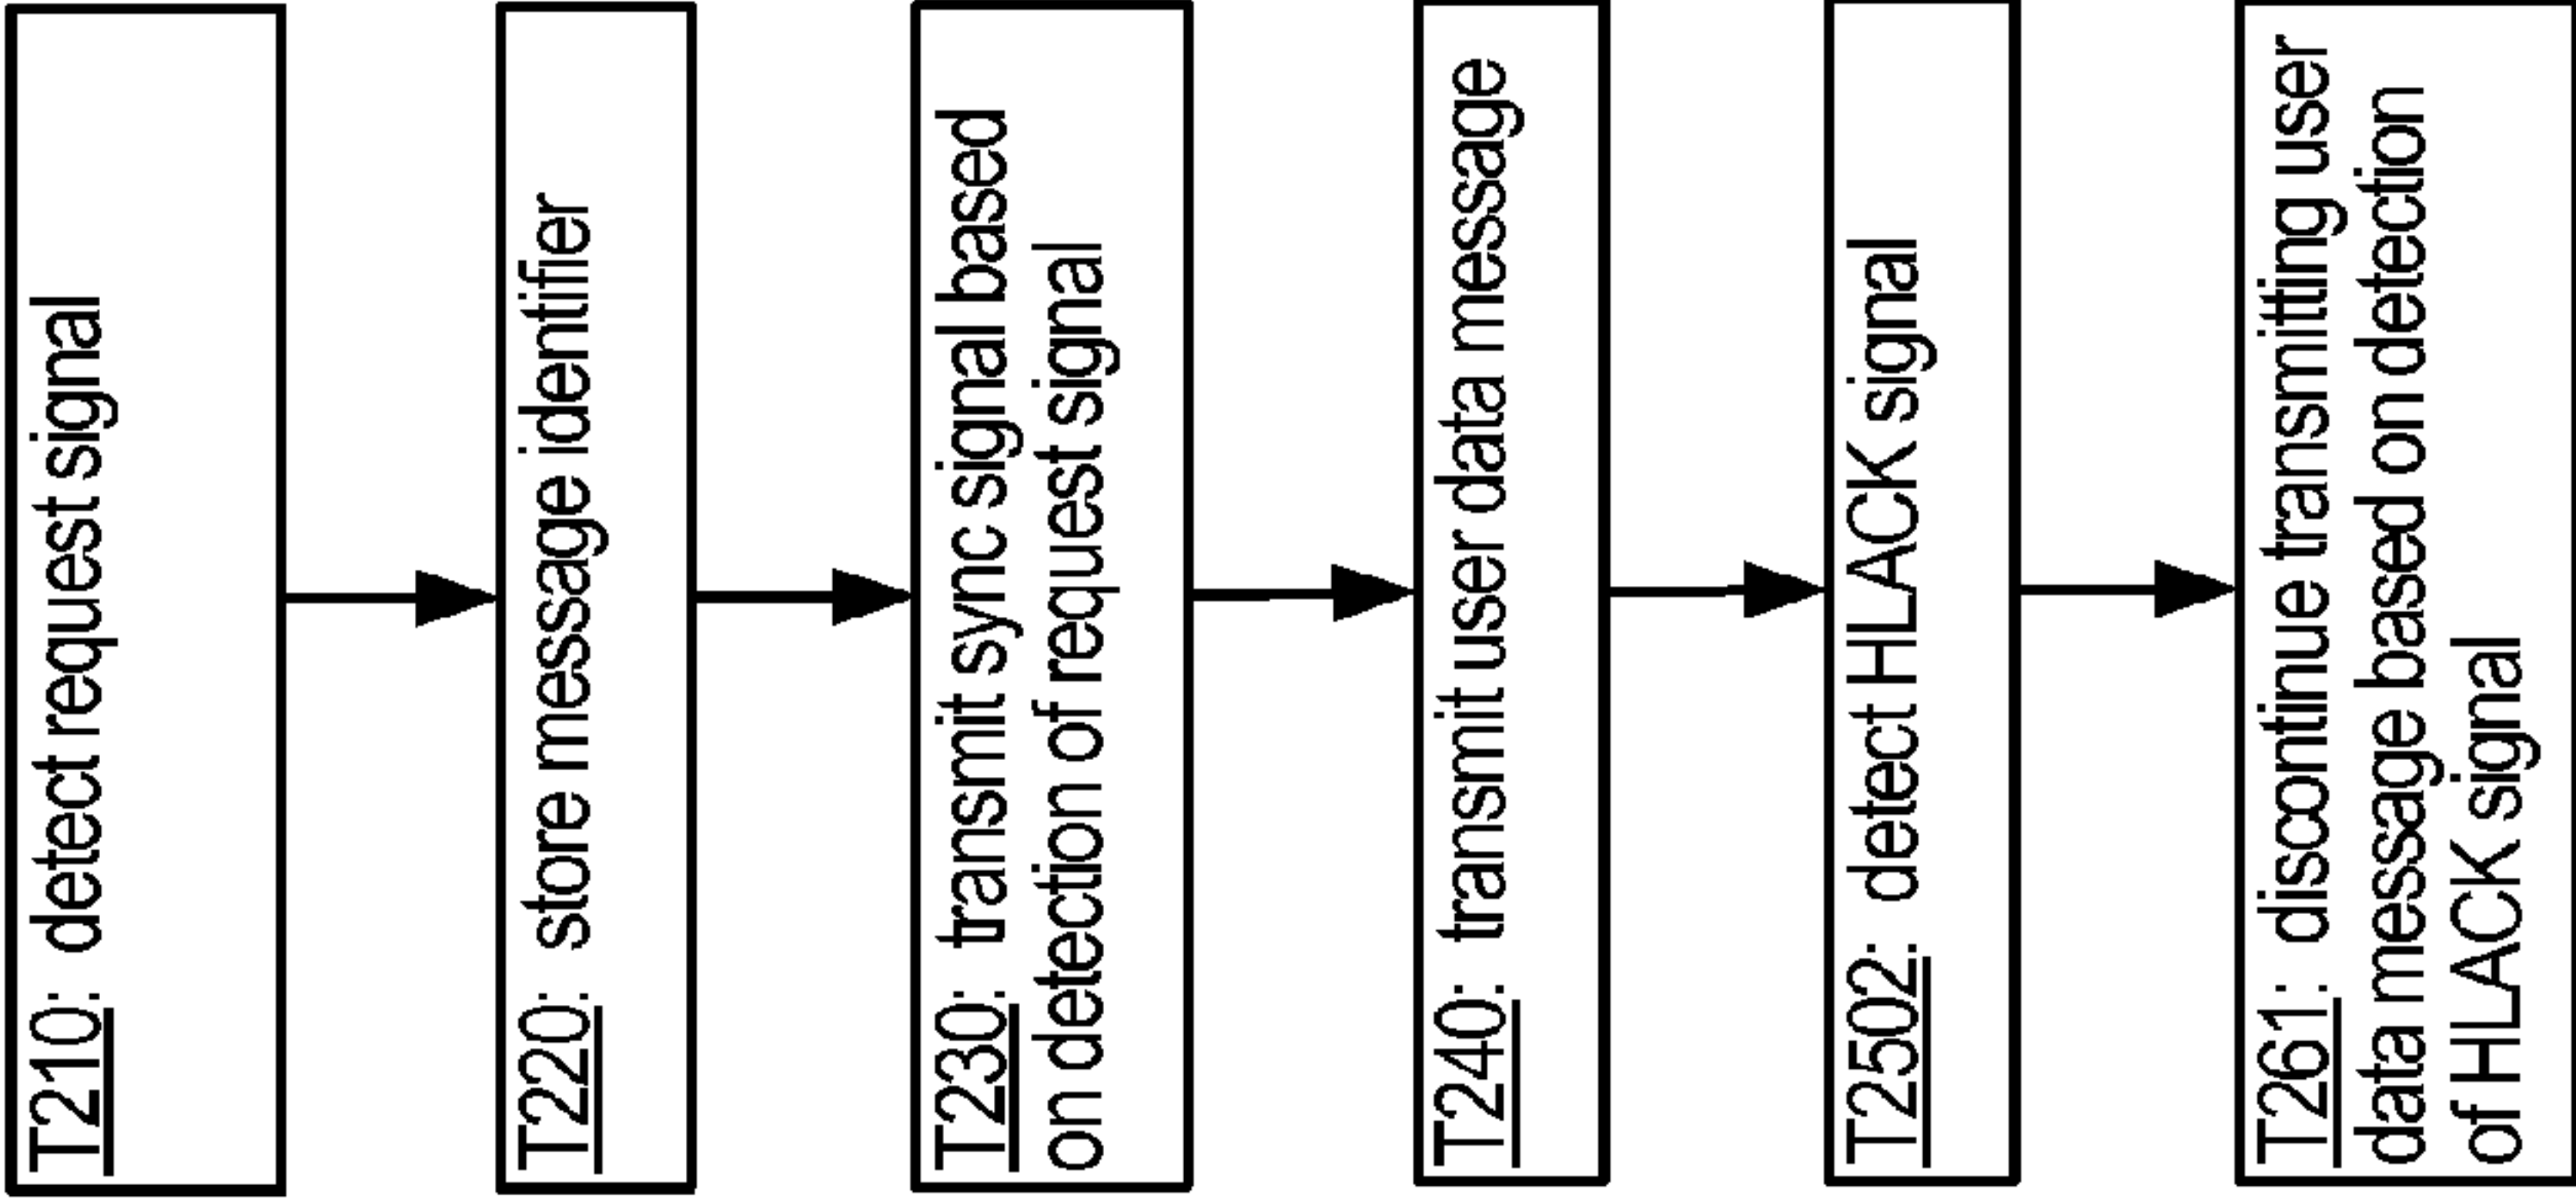 T210: detect request signal
T220: store message identifier
T230: transmit sync signal based
on detection of request signal
T240: transmit user data message
T2502: detect HLACK signal
T261: discontinue transmitting user
data message based on detection
of HLACK signal